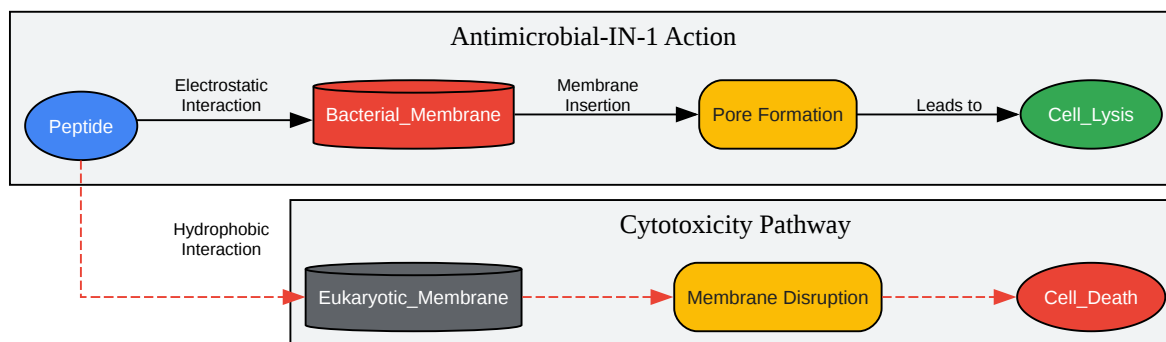 Antimicrobial-IN-1 Action
Electrostatic
Interaction
Membrane
Insertion
Leads to
Peptide
Bacterial_Membrane
Pore Formation
Cell_Lysis
Cytotoxicity Pathway
Hydrophobic
Interaction
Eukaryotic_Membrane
Membrane Disruption
Cell_Death